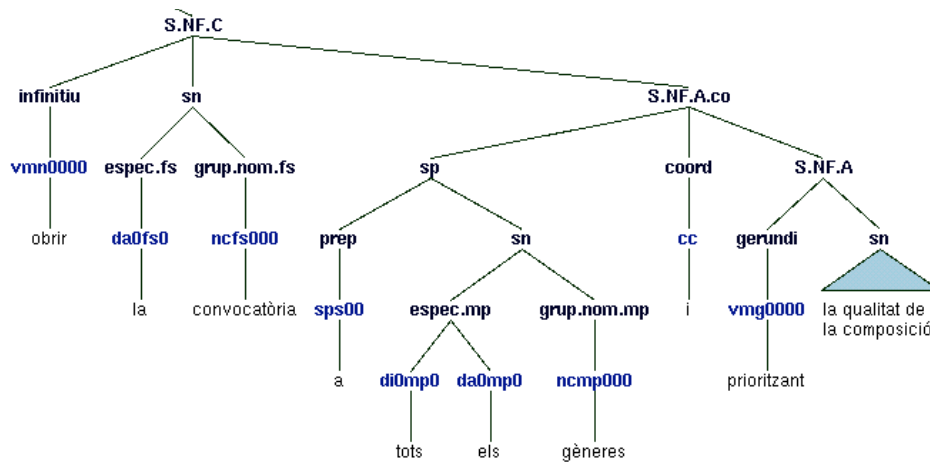 S.NF.C
infinitiu sn S.NF.A.co
vmn0000 espec.fs grup.nom.fs sp coord S.NF.A
obrir da0fs0 ncfs000 prep sn cc gerundi sn
la convocatòria sps00 espec.mp grup.nom.mp i vmg0000 la qualitat de
la composició
a di0mp0 da0mp0 ncmp000 prioritzant
tots els gèneres